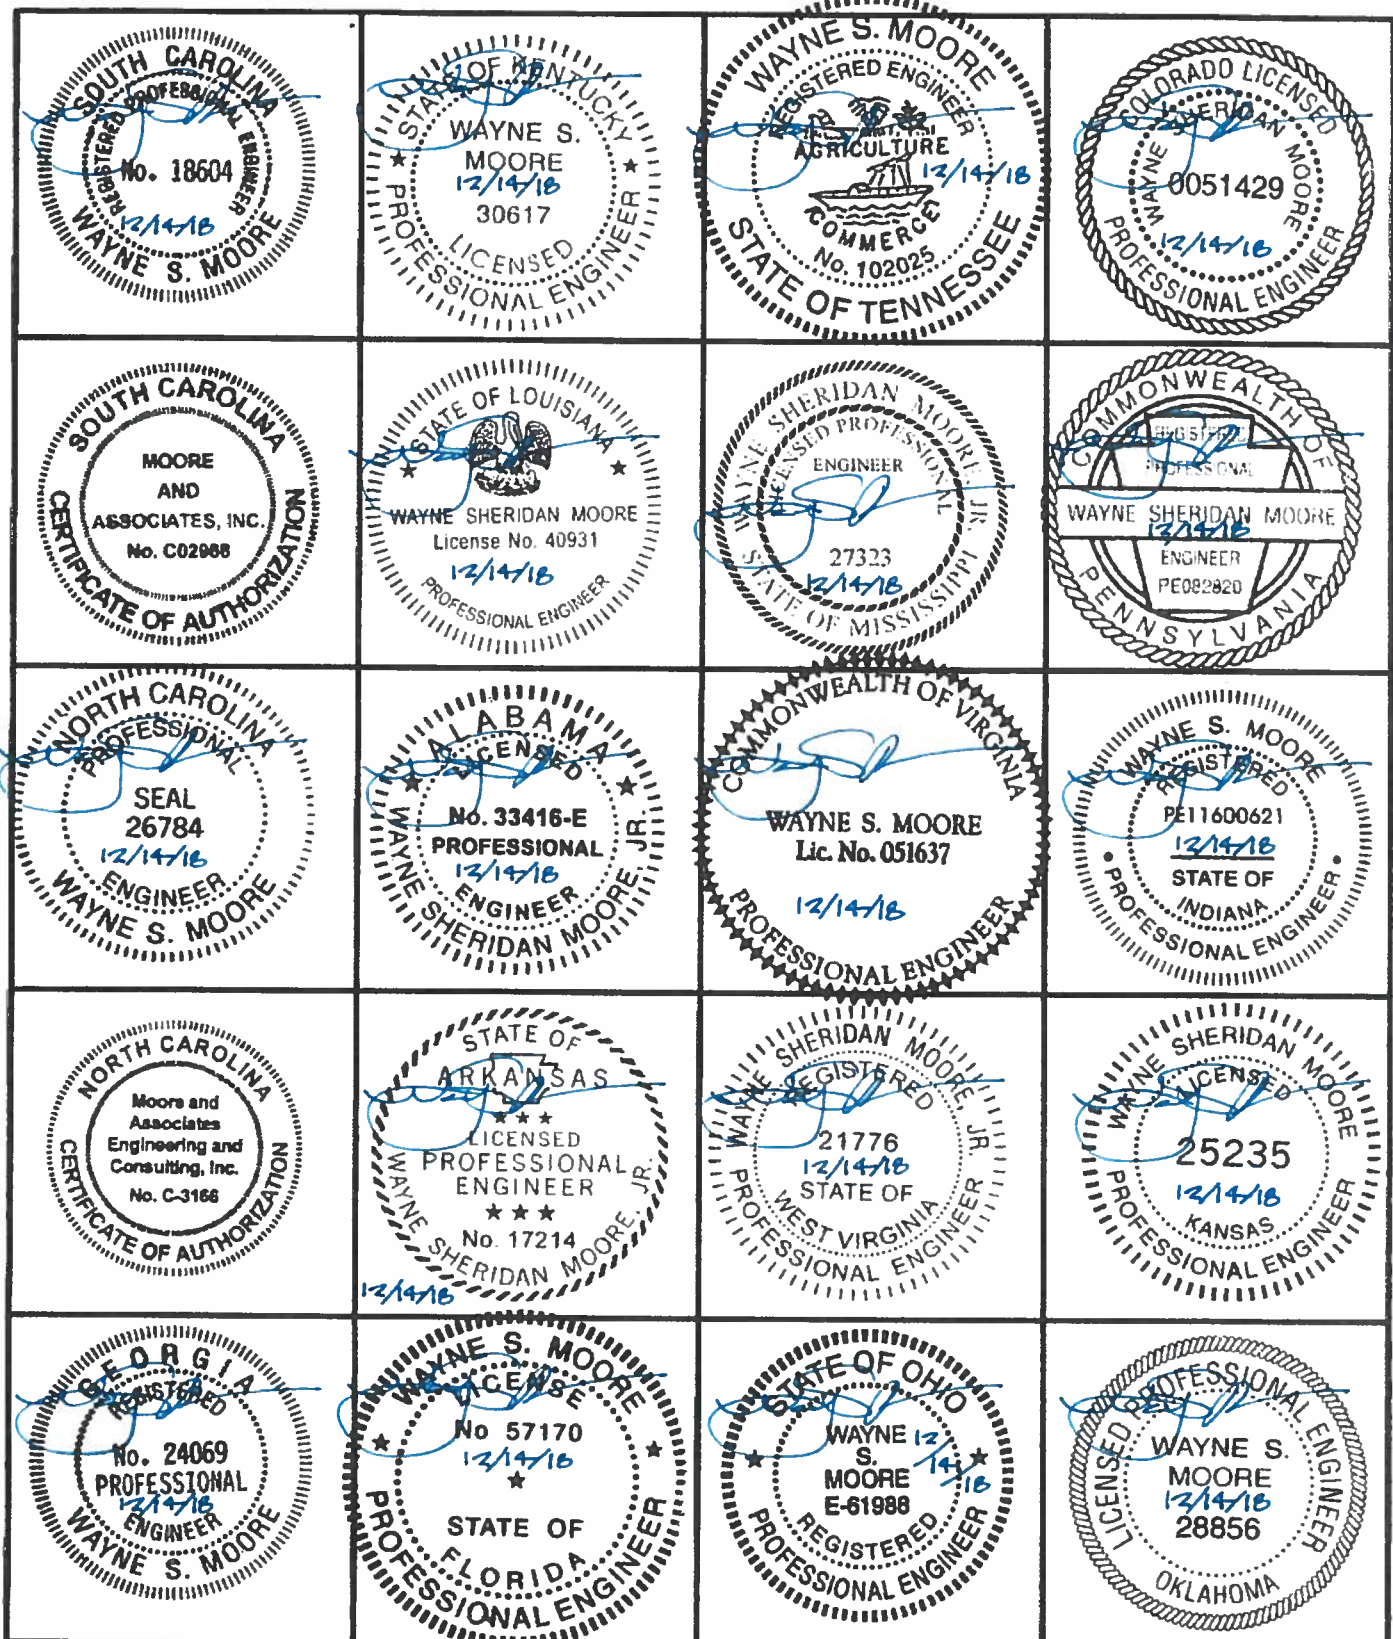 SOUTH CAROLINA
REGISTERED PROFESSIONAL ENGINEER
No. 18604
12/14/18
WAYNE S. MOORE
STATE OF KENTUCKY
WAYNE S.
MOORE
12/14/18
30617
LICENSED
PROFESSIONAL ENGINEER
WAYNE S. MOORE
REGISTERED ENGINEER
AGRICULTURE
12/14/18
COMMERCE
No. 102025
STATE OF TENNESSEE
COLORADO LICENSED
WAYNE SHERIDAN MOORE
0051429
12/14/18
PROFESSIONAL ENGINEER
SOUTH CAROLINA
MOORE
AND
ASSOCIATES, INC.
No.
CERTIFICATE OF AUTHORIZATION
STATE OF LOUISIANA
WAYNE SHERIDAN MOORE
License No. 40931
12/14/18
PROFESSIONAL ENGINEER
WAYNE SHERIDAN MOORE, JR.
LICENSED PROFESSIONAL
ENGINEER
27323
12/14/18
STATE OF MISSISSIPPI
COMMONWEALTH OF
REGISTERED
PROFESSIONAL
WAYNE SHERIDAN MOORE
12/14/18
ENGINEER
PE082820
PENNSYLVANIA
NORTH CAROLINA
PROFESSIONAL
SEAL
26784
12/14/18
ENGINEER
WAYNE S. MOORE
ALABAMA
LICENSED
No. 33416-E
PROFESSIONAL
12/14/18
ENGINEER
WAYNE SHERIDAN MOORE, JR.
COMMONWEALTH OF VIRGINIA
WAYNE S. MOORE
Lic. No. 051637
12/14/18
PROFESSIONAL ENGINEER
WAYNE S. MOORE
REGISTERED
PE11600621
12/14/18
STATE OF
INDIANA
PROFESSIONAL ENGINEER
NORTH CAROLINA
Moore and
Associates
Engineering and
Consulting, Inc.
No. C-3166
CERTIFICATE OF AUTHORIZATION
STATE OF
ARKANSAS
LICENSED
PROFESSIONAL
ENGINEER
No. 17214
WAYNE SHERIDAN MOORE, JR.
12/14/18
WAYNE SHERIDAN MOORE, JR.
REGISTERED
21776
12/14/18
STATE OF
WEST VIRGINIA
PROFESSIONAL ENGINEER
WAYNE SHERIDAN MOORE
LICENSED
25235
12/14/18
KANSAS
PROFESSIONAL ENGINEER
GEORGIA
REGISTERED
No. 24069
PROFESSIONAL
12/14/18
ENGINEER
WAYNE S. MOORE
WAYNE S. MOORE
LICENSE
No 57170
12/14/18
STATE OF
FLORIDA
PROFESSIONAL ENGINEER
STATE OF OHIO
WAYNE
S.
MOORE
E-61988
12/14/18
REGISTERED
PROFESSIONAL ENGINEER
LICENSED PROFESSIONAL ENGINEER
WAYNE S.
MOORE
12/14/18
28856
OKLAHOMA